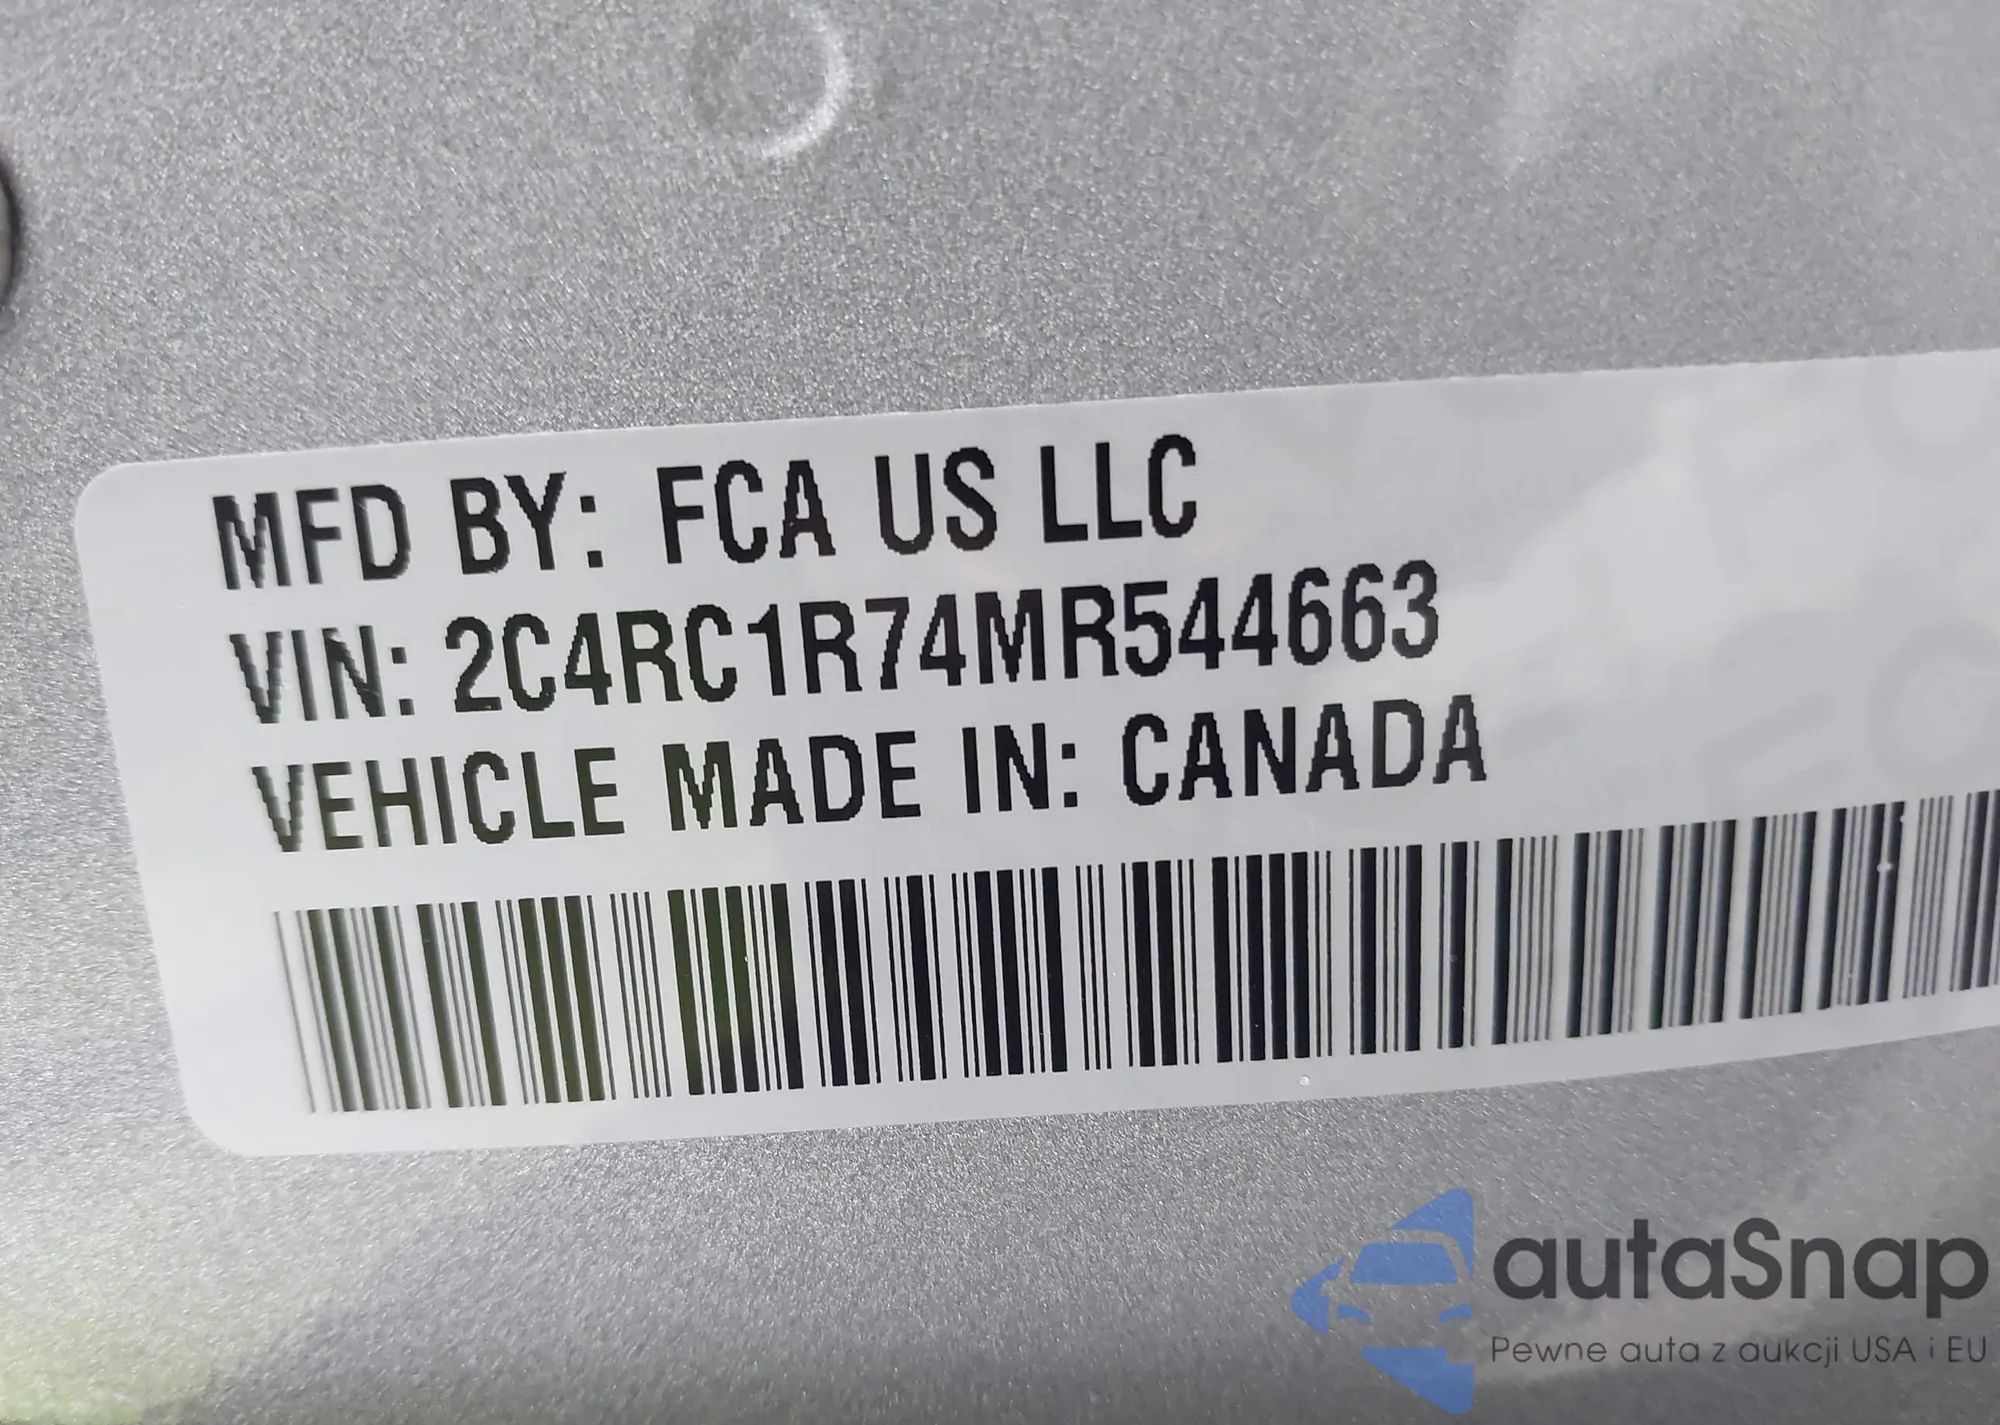 MFD BY: FCA US LLC
VIN: 2C4RC1R74MR544663
VEHICLE MADE IN: CANADA
autaSnap
Pewne auta z aukcji USA i EU